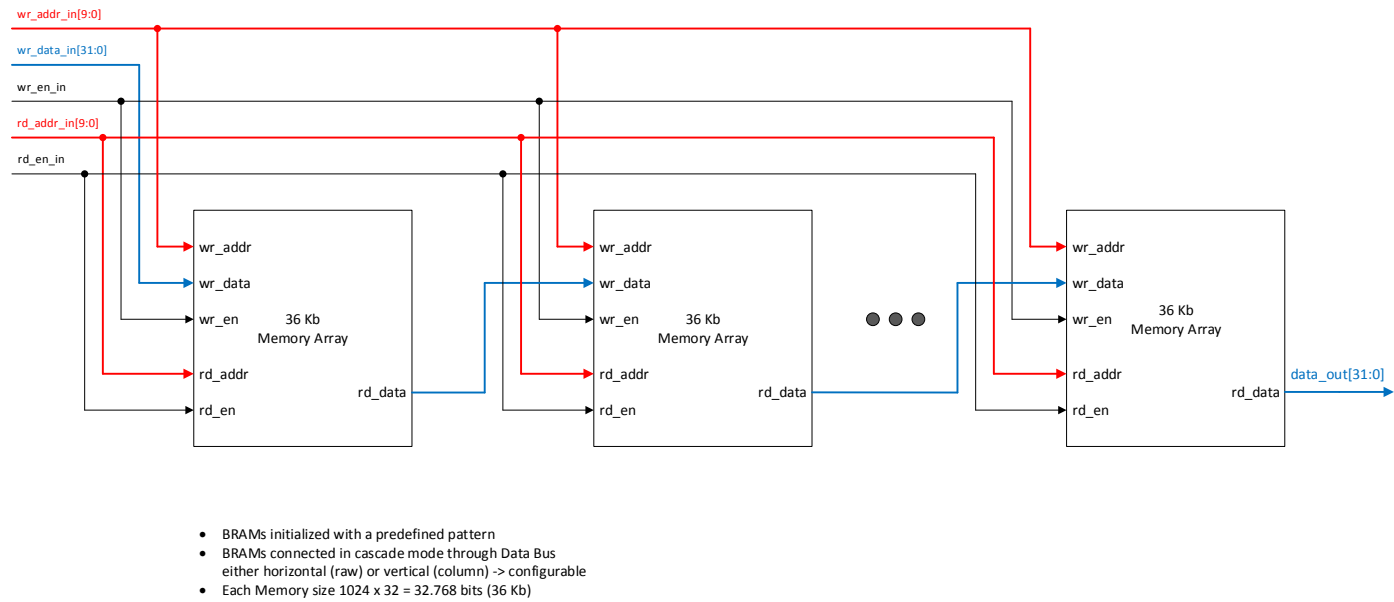 wr_addr_in[9:0]
wr_data_in[31:0]
wr_en_in
rd_addr_in[9:0]
rd_en_in
wr_addr
wr_data
wr_en
36 Kb
Memory Array
rd_addr
rd_data
rd_en
wr_addr
wr_data
wr_en
36 Kb
Memory Array
rd_addr
rd_data
rd_en
wr_addr
wr_data
wr_en
36 Kb
Memory Array
rd_addr
rd_data
rd_en
data_out[31:0]
• BRAMs initialized with a predefined pattern
• BRAMs connected in cascade mode through Data Bus
either horizontal (raw) or vertical (column) -> configurable
• Each Memory size 1024 x 32 = 32.768 bits (36 Kb)